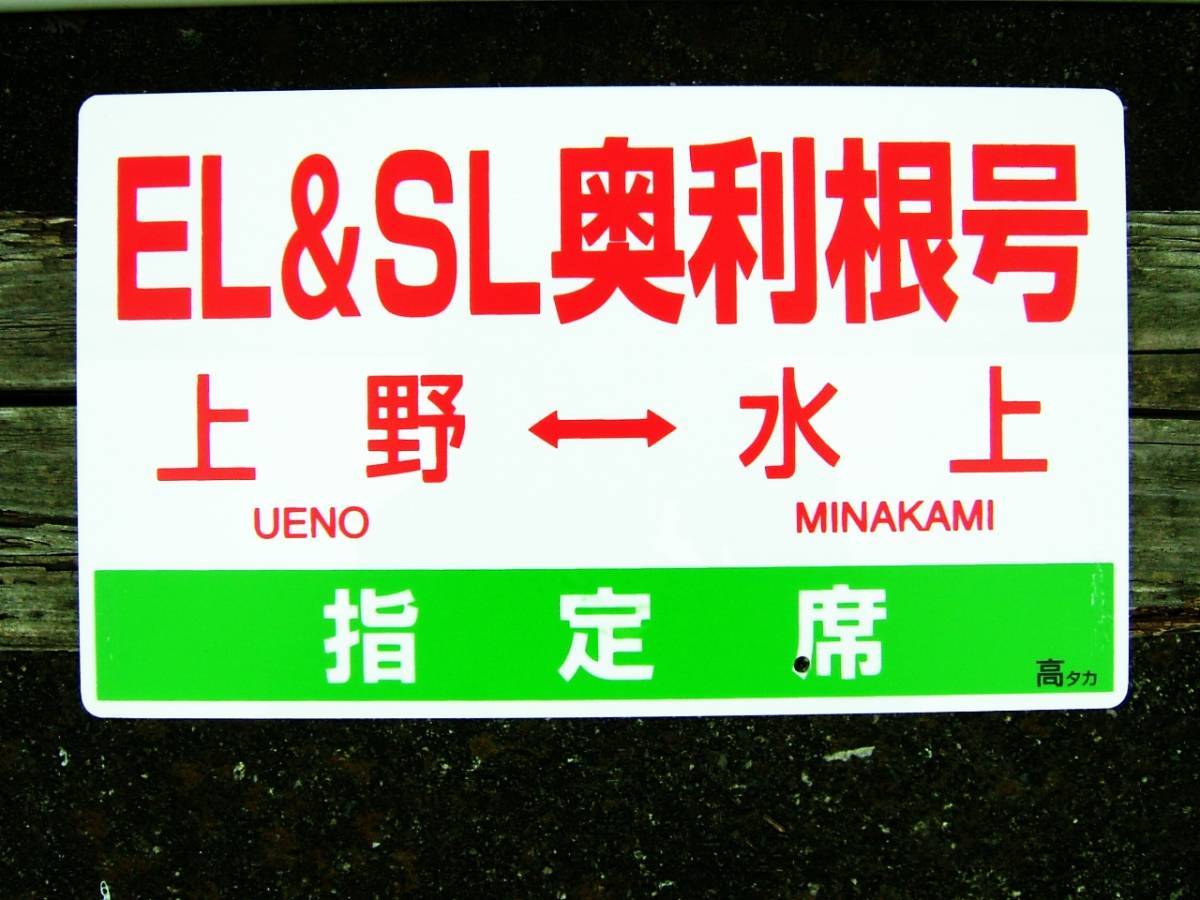 EL&SL奥利根号
上野 ↔ 水上
UENO MINAKAMI
指定席
高タカ